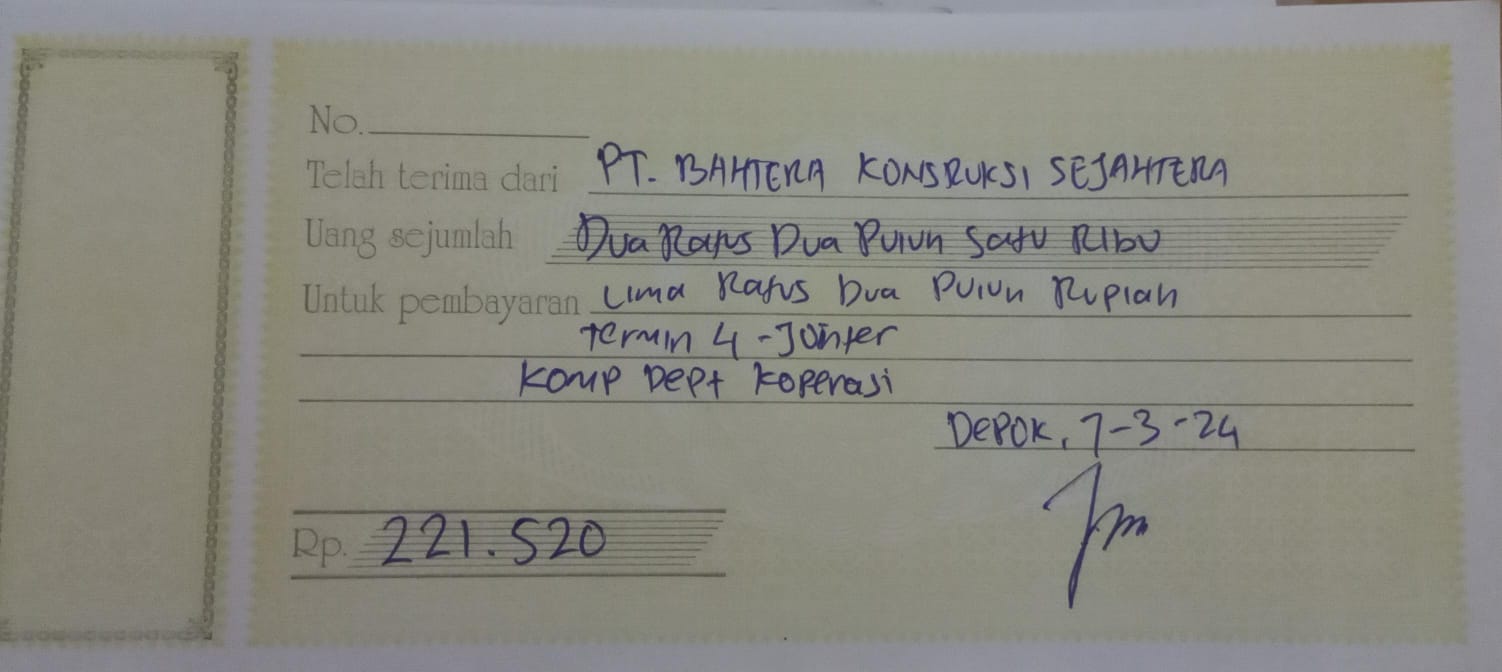 No.
Telah terima dari PT. BAHTERA KONSRUKSI SEJAHTERA
Uang sejumlah Dua Ratus Dua Puluh Satu Ribu
Untuk pembayaran Lima Ratus Dua Puluh Rupiah
Termin 4 - Jointer
Komp Dept Koperasi
Depok, 7-3-24
Rp. 221.520